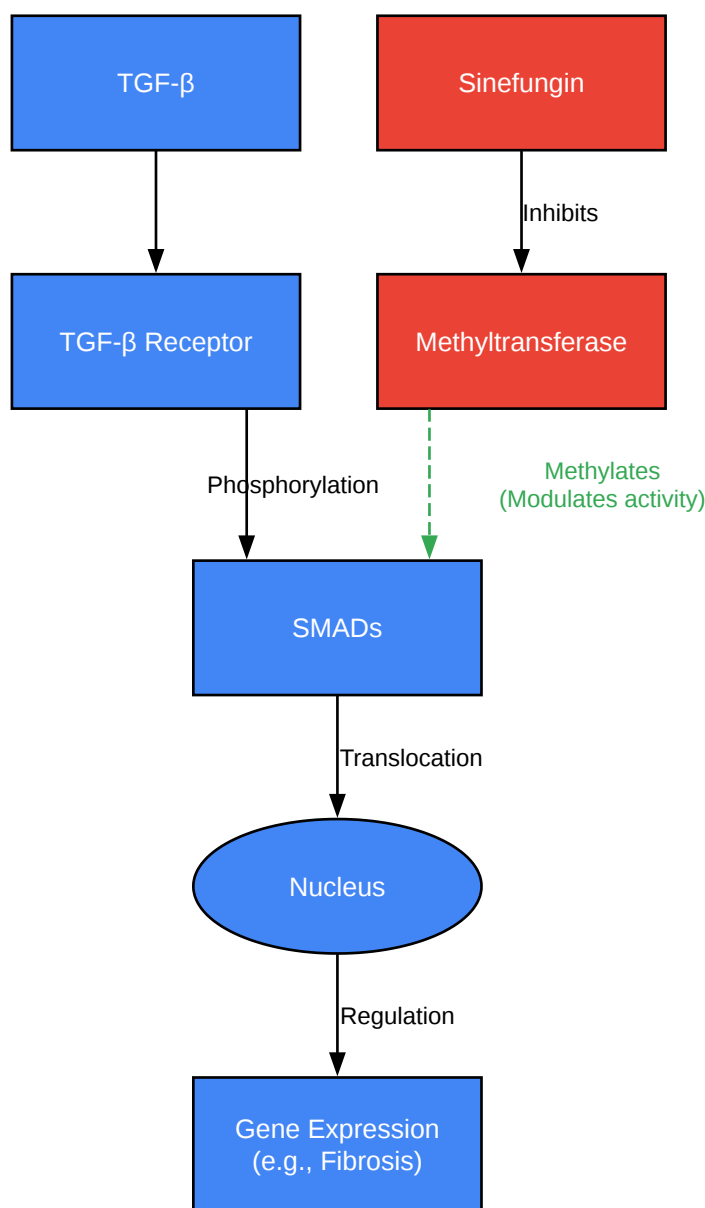 TGF-β
Sinefungin
Inhibits
TGF-β Receptor
Methyltransferase
Phosphorylation
Methylates
(Modulates activity)
SMADs
Translocation
Nucleus
Regulation
Gene Expression
(e.g., Fibrosis)